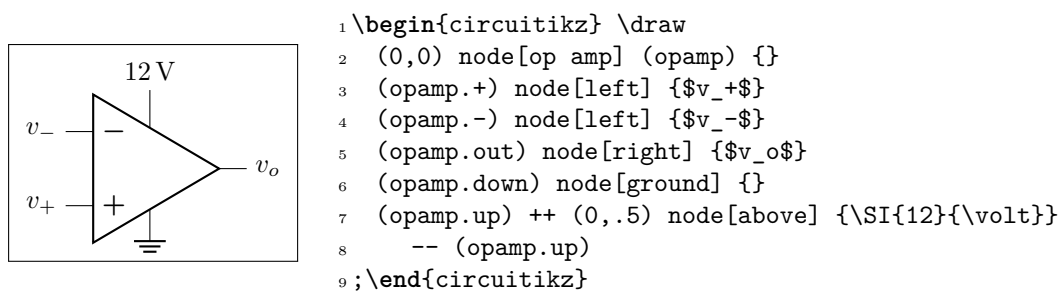 12 V
v_−
−
v_o
v_+
+
1 \begin{circuitikz} \draw
2   (0,0) node[op amp] (opamp) {}
3   (opamp.+) node[left] {$v_+$}
4   (opamp.-) node[left] {$v_-$}
5   (opamp.out) node[right] {$v_o$}
6   (opamp.down) node[ground] {}
7   (opamp.up) ++ (0,.5) node[above] {\SI{12}{\volt}}
8      -- (opamp.up)
9 ;\end{circuitikz}